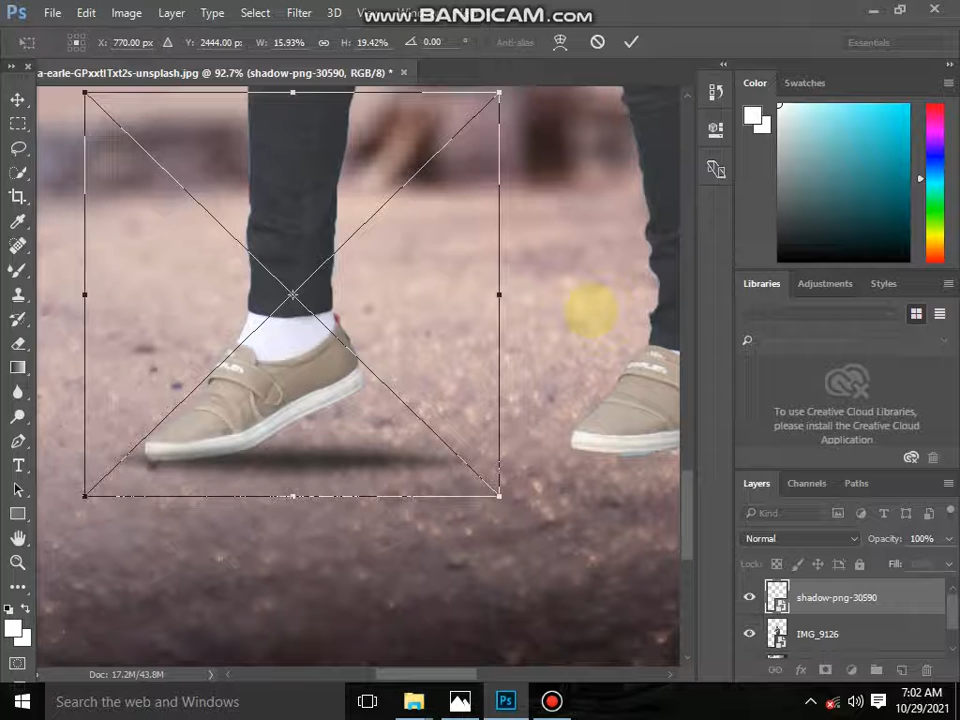 Ps File Edit Image Layer Type Select Filter 3D
www.BANDICAM.com
X: 770.00 px Y: 2444.00 p: W: 15.93% H: 19.42% 0.00 ° Anti-alias Essentials
a-earle-GPxxtITxt2s-unsplash.jpg @ 92.7% (shadow-png-30590, RGB/8) * ×
Color Swatches
Libraries Adjustments Styles
To use Creative Cloud Libraries,
please install the Creative Cloud
Application
Layers Channels Paths
Kind
Normal Opacity: 100%
Lock: Fill:
shadow-png-30590
IMG_9126
Doc: 17.2M/43.8M
Search the web and Windows
7:02 AM
10/29/2021